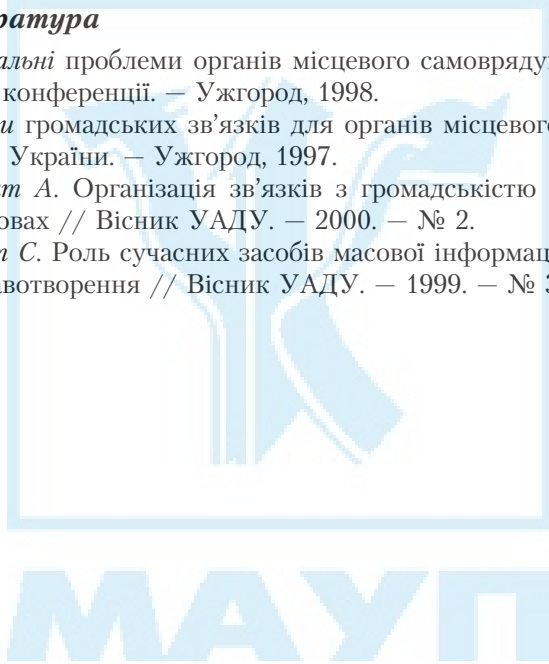 ратура
альні проблеми органів місцевого самовряду
конференції. — Ужгород, 1998.
и громадських зв’язків для органів місцевого
України. — Ужгород, 1997.
т А. Організація зв’язків з громадськістю
овах // Вісник УАДУ. — 2000. — № 2.
т С. Роль сучасних засобів масової інформац
авотворення // Вісник УАДУ. — 1999. — № 3
МАУП